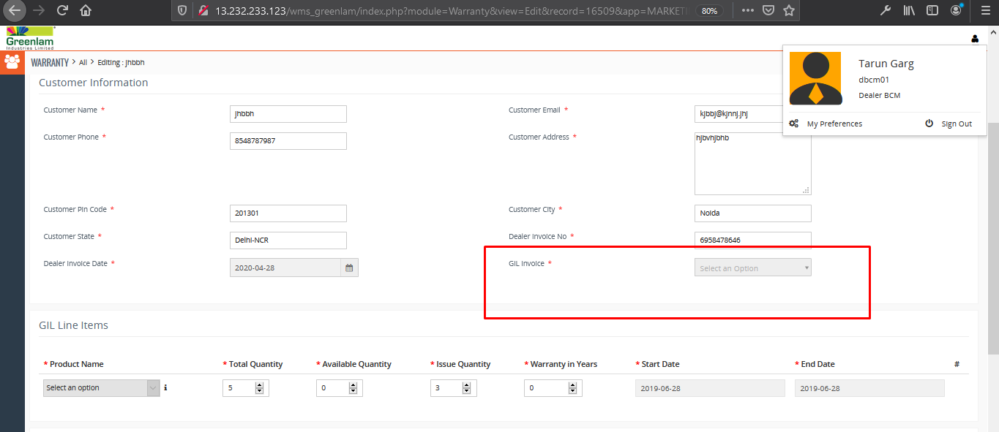 13.232.233.123/wms_greenlam/index.php?module=Warranty&view=Edit&record=16509&app=MARKETI 80%
Greenlam
Industries Limited
WARRANTY > All > Editing : jhbbh
Tarun Garg
dbcm01
Dealer BCM
My Preferences Sign Out
Customer Information
Customer Name * jhbbh Customer Email * kjbbj@kjnnj.jhj
Customer Phone * 8548787987 Customer Address * hjbvhjbhb
Customer Pin Code * 201301 Customer City * Noida
Customer State * Delhi-NCR Dealer Invoice No * 6958478646
Dealer Invoice Date * 2020-04-28 GIL Invoice * Select an Option
GIL Line Items
* Product Name * Total Quantity * Available Quantity * Issue Quantity * Warranty in Years * Start Date * End Date #
Select an option i 5 0 3 0 2019-06-28 2019-06-28